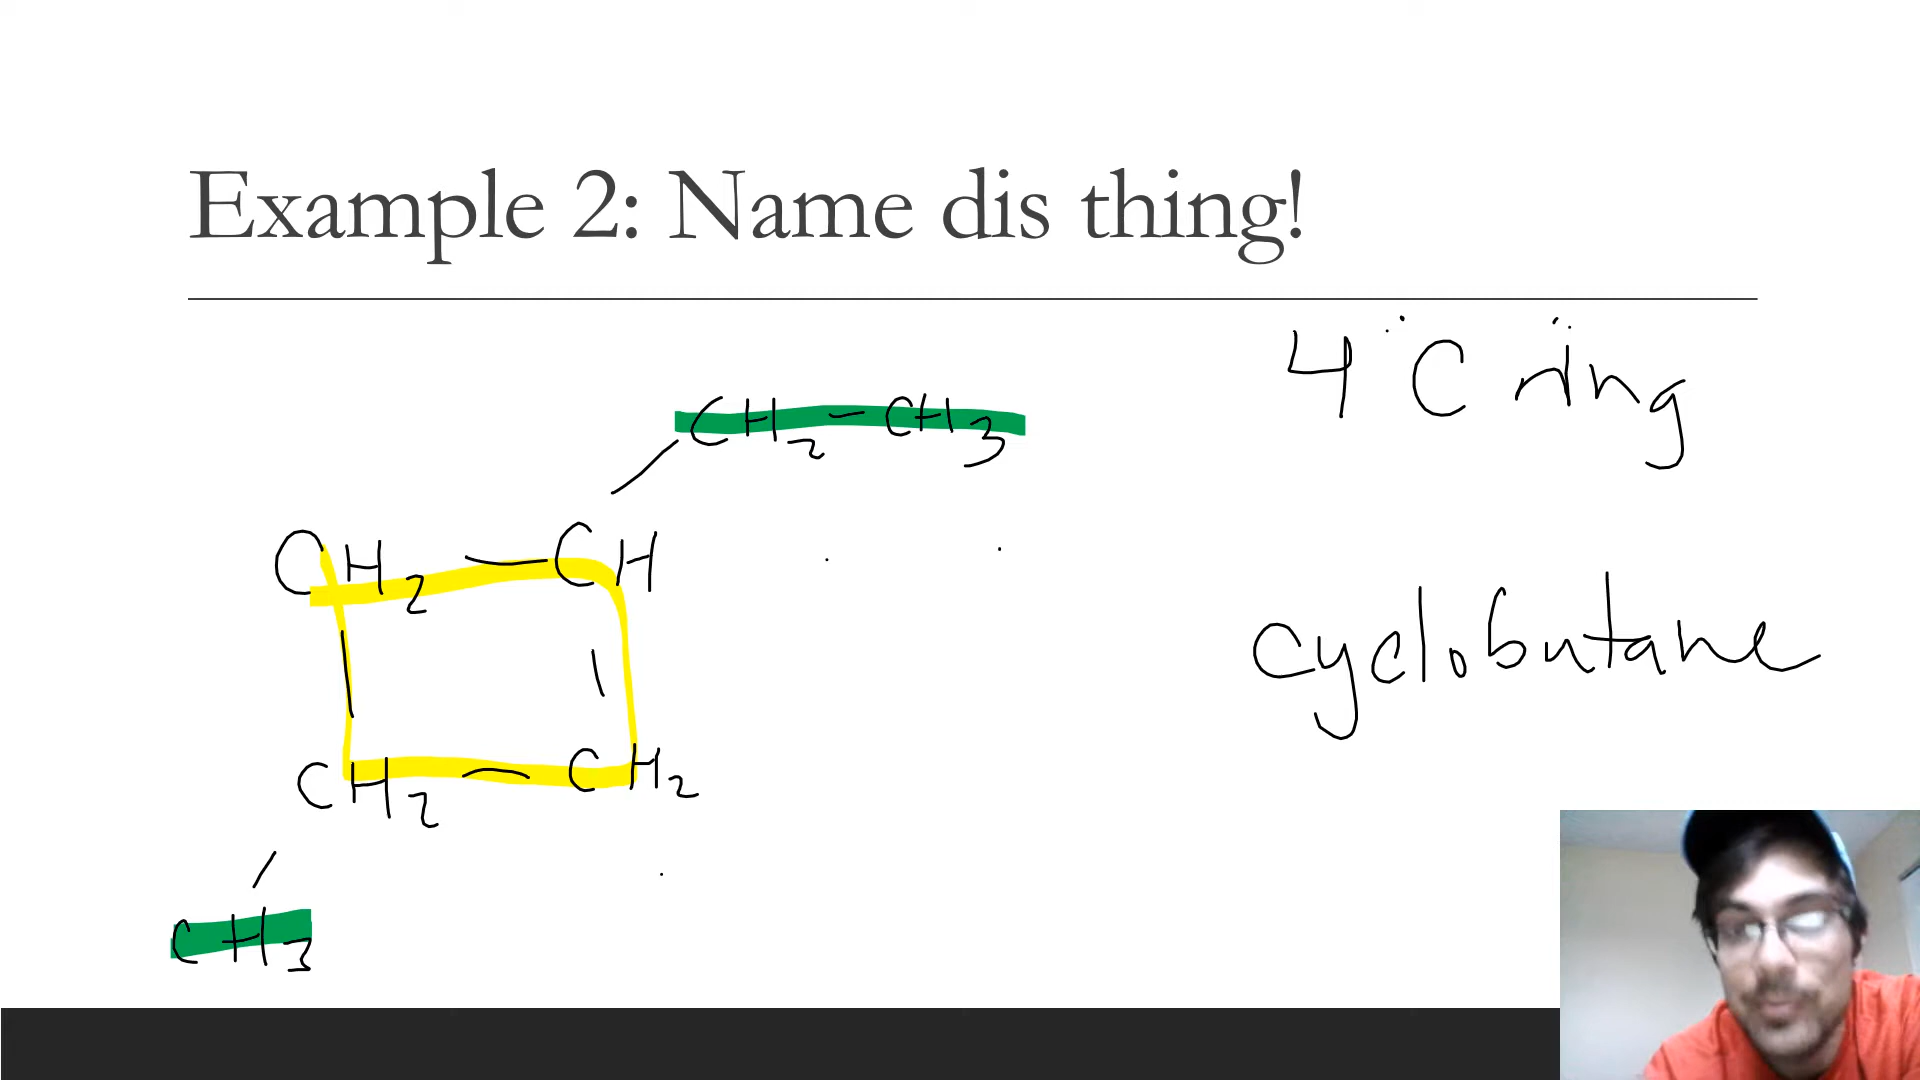 Example 2: Name dis thing!
4 C ring
CH2-CH3
CH2-CH
cyclobutane
CH2-CH2
CH3